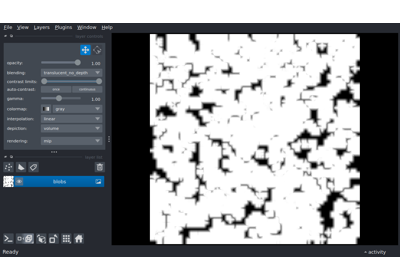 File View Layers Plugins Window Help
opacity: 1.00
blending: translucent_no_depth
contrast limits:
auto-contrast: once continuous
gamma: 1.00
colormap: gray
interpolation: linear
depiction: volume
rendering: mip
blobs
Ready activity